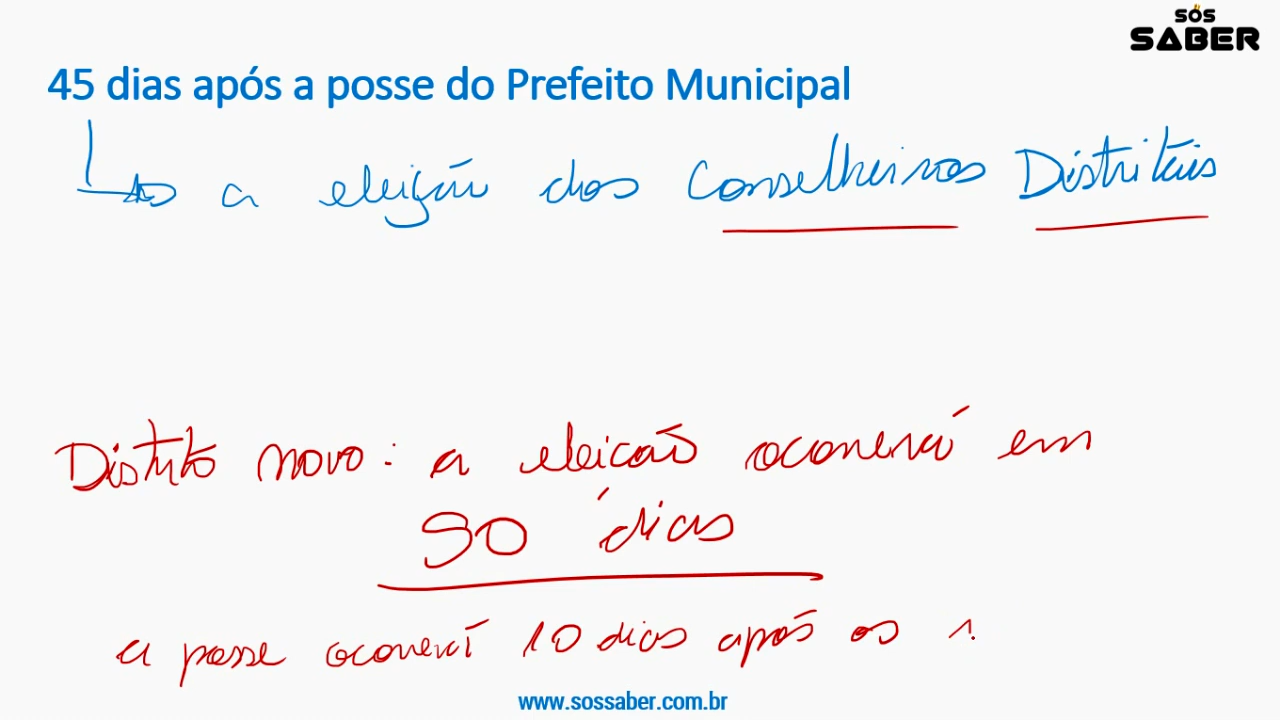 SÓS
SABER
45 dias após a posse do Prefeito Municipal
a eleição dos Conselheiros Distritais
Distrito novo: a eleição ocorrerá em
90 dias
a posse ocorrerá 10 dias após os
www.sossaber.com.br